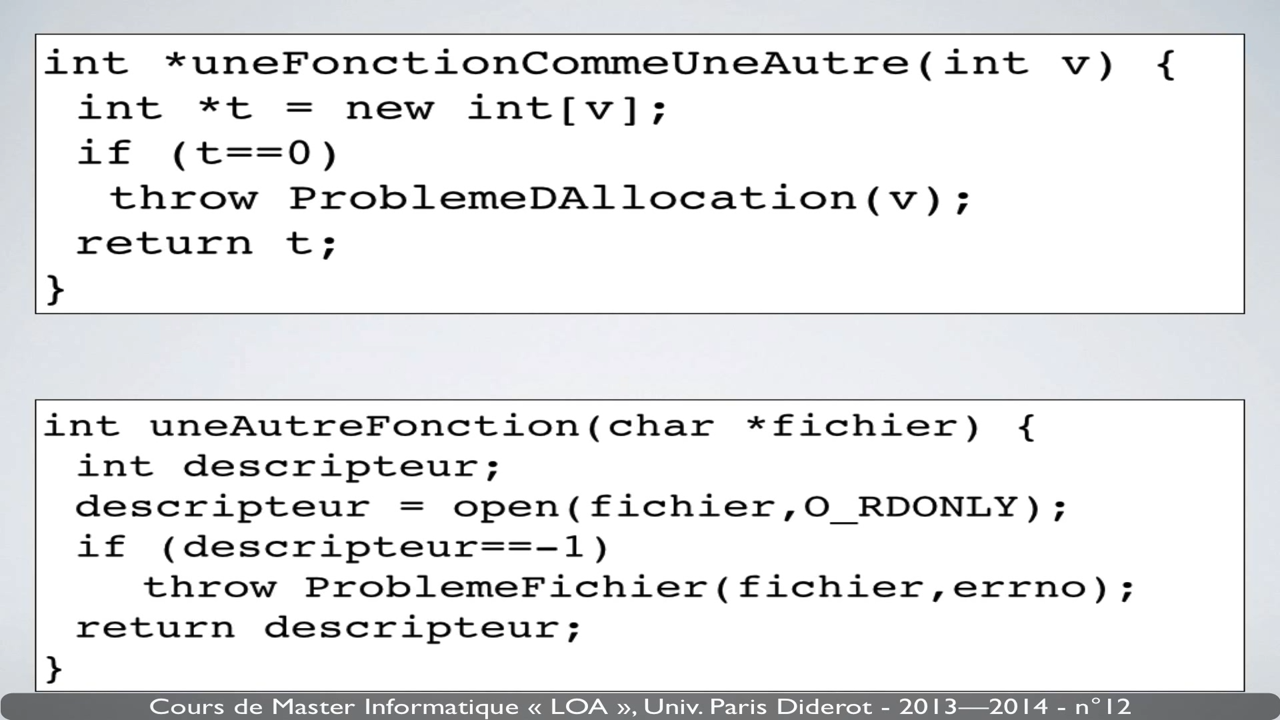 int *uneFonctionCommeUneAutre(int v) {
int *t = new int[v];
if (t==0)
throw ProblemeDAllocation(v);
return t;
}
int uneAutreFonction(char *fichier) {
int descripteur;
descripteur = open(fichier,O_RDONLY);
if (descripteur==-1)
throw ProblemeFichier(fichier,errno);
return descripteur;
}
Cours de Master Informatique « LOA », Univ. Paris Diderot - 2013—2014 - n°12